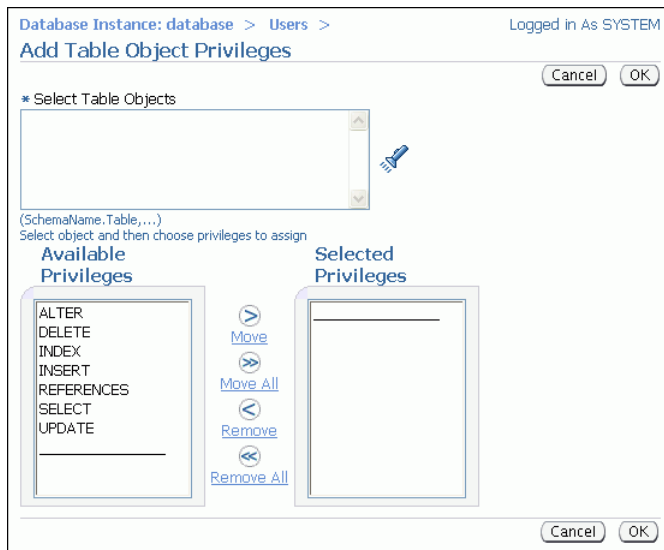 Database Instance: database > Users >
Logged in As SYSTEM
Add Table Object Privileges
Cancel OK
* Select Table Objects
(SchemaName.Table,...)
Select object and then choose privileges to assign
Available Privileges
Selected Privileges
ALTER
DELETE
INDEX
INSERT
REFERENCES
SELECT
UPDATE
Move
Move All
Remove
Remove All
Cancel OK